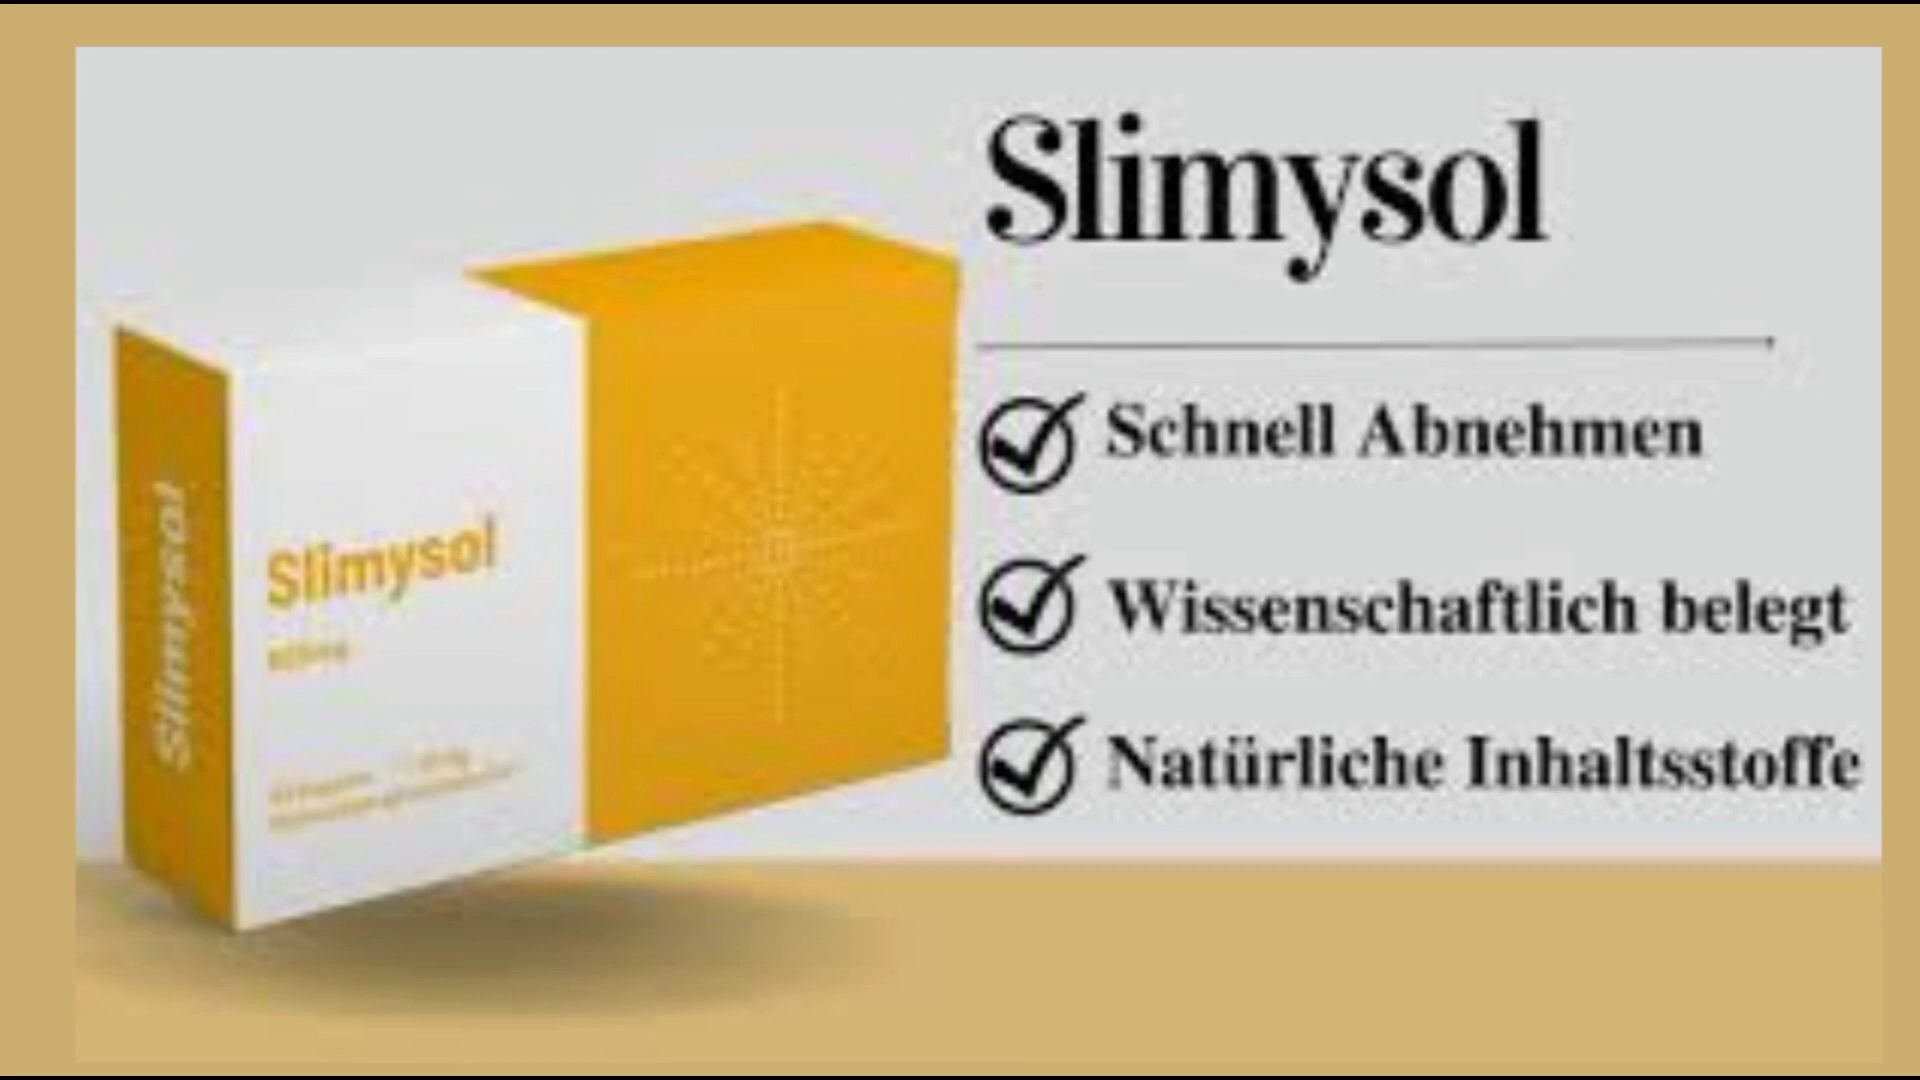 Slimysol
Schnell Abnehmen
Wissenschaftlich belegt
Natürliche Inhaltsstoffe
Slimysol
Slimysol